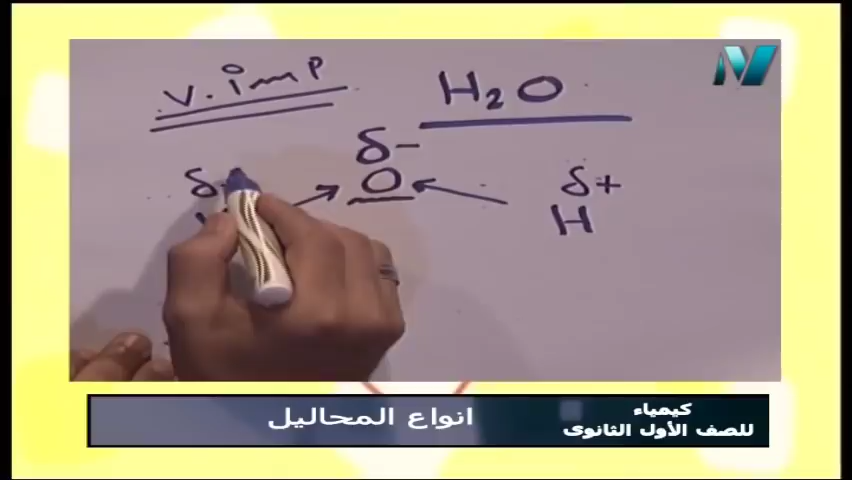 v. imp
H₂O
δ-
δ+ O δ+
H
انواع المحاليل
كيمياء
للصف الأول الثانوى